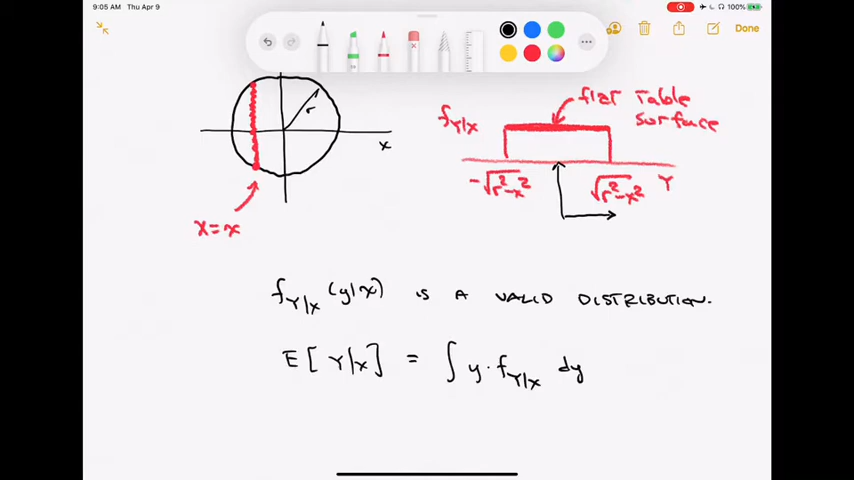 9:05 AM Thu Apr 9
100%
Done
r
x
X=x
f_{Y|X}
flat Table
surface
-√(r²-x²)
√(r²-x²)
Y
f_{Y|X}(y|x) is a VALID DISTRIBUTION.
E[Y|X] = ∫ y·f_{Y|X} dy